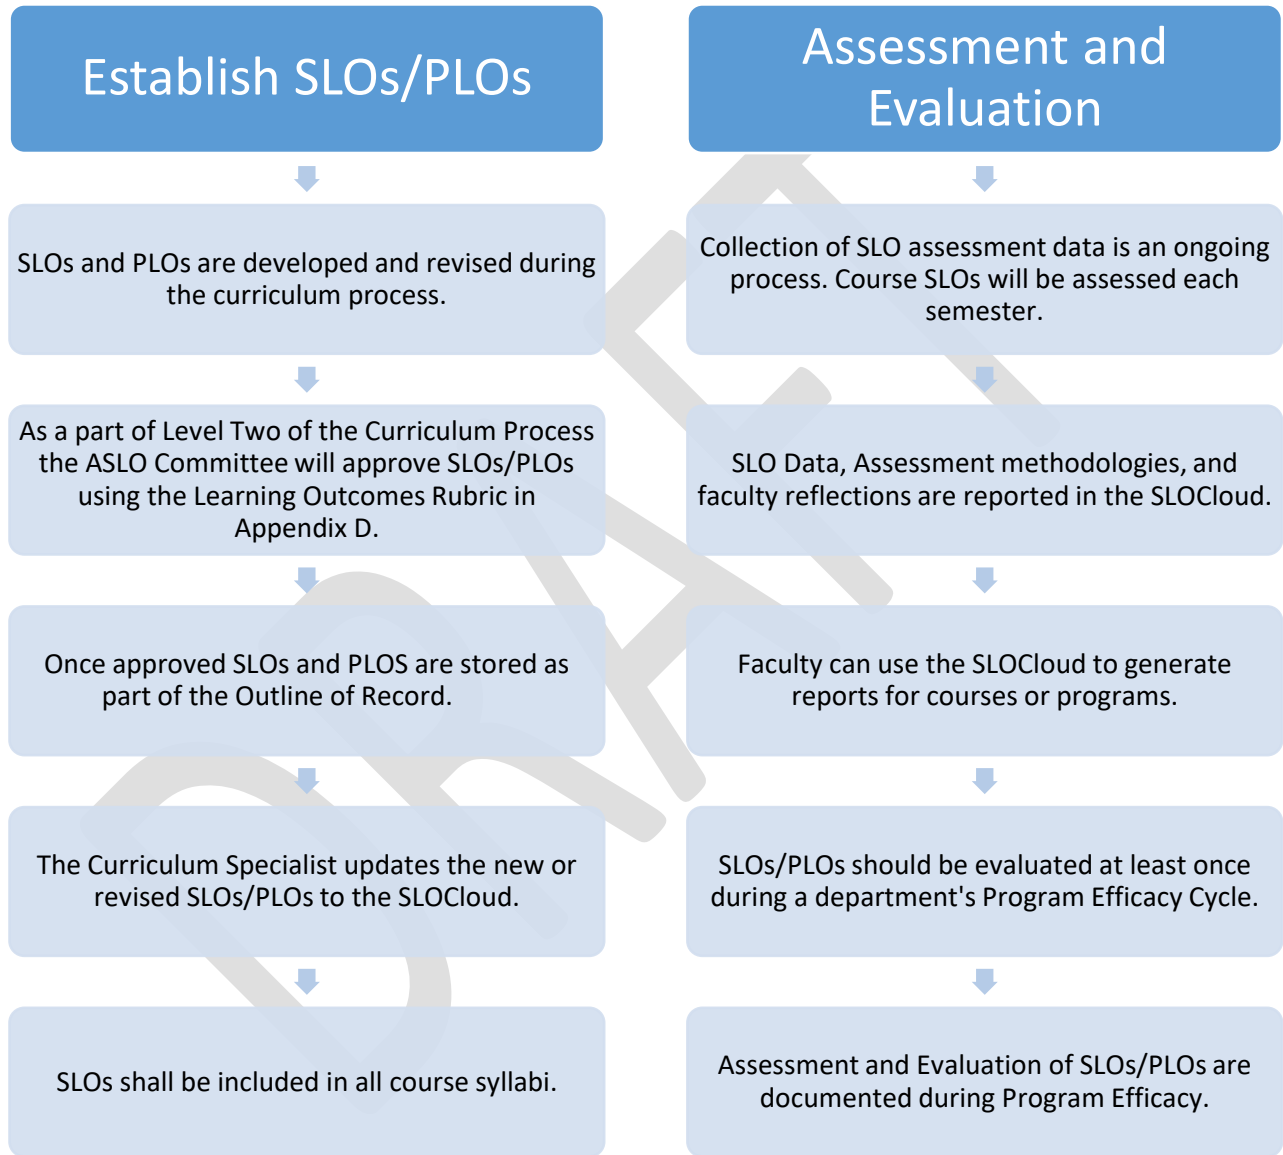 Establish SLOs/PLOs
SLOs and PLOs are developed and revised during
the curriculum process.
As a part of Level Two of the Curriculum Process
the ASLO Committee will approve SLOs/PLOs
using the Learning Outcomes Rubric in
Appendix D.
Once approved SLOs and PLOS are stored as
part of the Outline of Record.
The Curriculum Specialist updates the new or
revised SLOs/PLOs to the SLOCloud.
SLOs shall be included in all course syllabi.
Assessment and
Evaluation
Collection of SLO assessment data is an ongoing
process. Course SLOs will be assessed each
semester.
SLO Data, Assessment methodologies, and
faculty reflections are reported in the SLOCloud.
Faculty can use the SLOCloud to generate
reports for courses or programs.
SLOs/PLOs should be evaluated at least once
during a department's Program Efficacy Cycle.
Assessment and Evaluation of SLOs/PLOs are
documented during Program Efficacy.
DRAFT